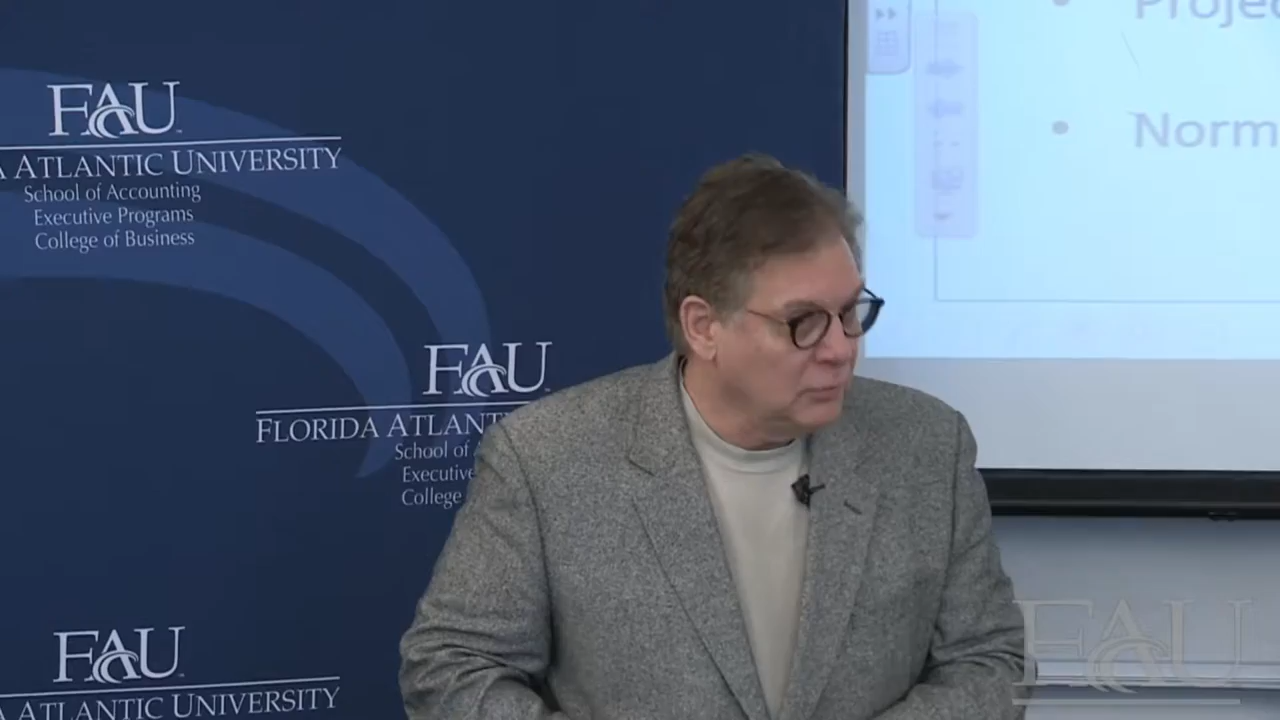 FAU
A ATLANTIC UNIVERSITY
School of Accounting
Executive Programs
College of Business
FAU
FLORIDA ATLANT
School of
Executive
College
FAU
A ATLANTIC UNIVERSITY
• Projec
• Norm
FAU